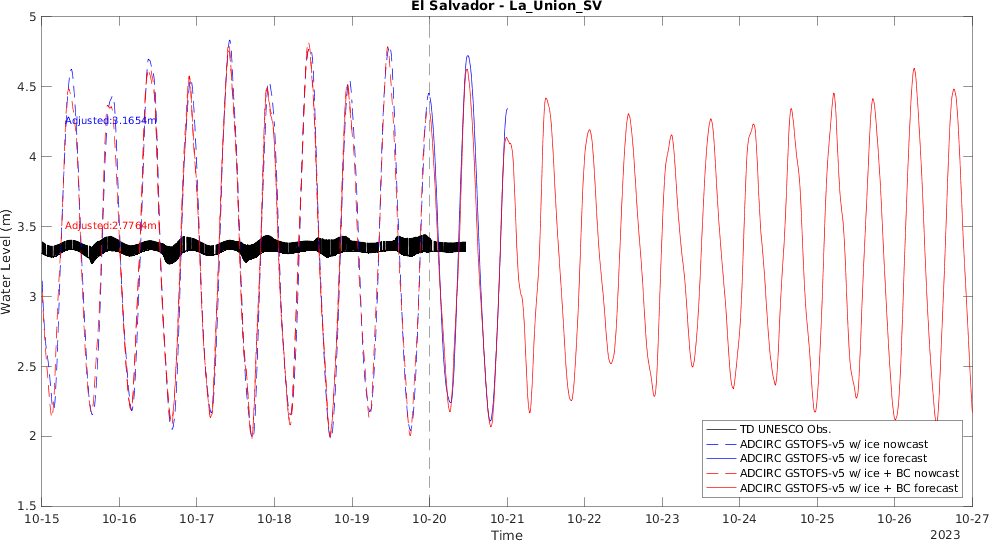 El Salvador - La_Union_SV
5
4.5
4
3.5
3
2.5
2
1.5
Water Level (m)
Adjusted:3.1654m
Adjusted:2.7764m
TD UNESCO Obs.
ADCIRC GSTOFS-v5 w/ ice nowcast
ADCIRC GSTOFS-v5 w/ ice forecast
ADCIRC GSTOFS-v5 w/ ice + BC nowcast
ADCIRC GSTOFS-v5 w/ ice + BC forecast
10-15 10-16 10-17 10-18 10-19 10-20 10-21 10-22 10-23 10-24 10-25 10-26 10-27
Time
2023